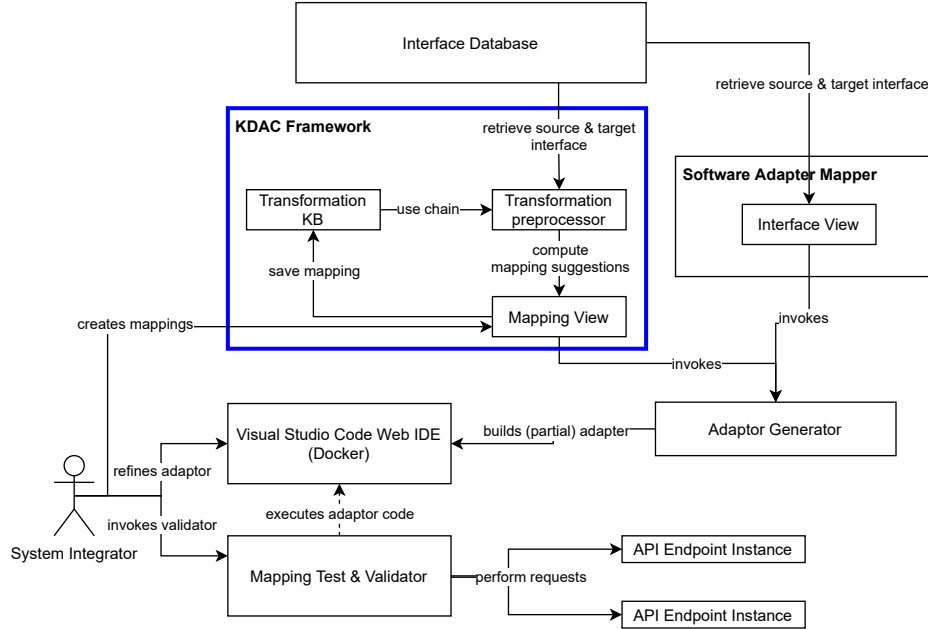 Interface Database
retrieve source & target interface
KDAC Framework
retrieve source & target
interface
Software Adapter Mapper
Transformation
KB
use chain
Transformation
preprocessor
Interface View
compute
mapping suggestions
save mapping
Mapping View
creates mappings
invokes
invokes
Visual Studio Code Web IDE
(Docker)
builds (partial) adapter
Adaptor Generator
refines adaptor
executes adaptor code
invokes validator
System Integrator
Mapping Test & Validator
perform requests
API Endpoint Instance
API Endpoint Instance